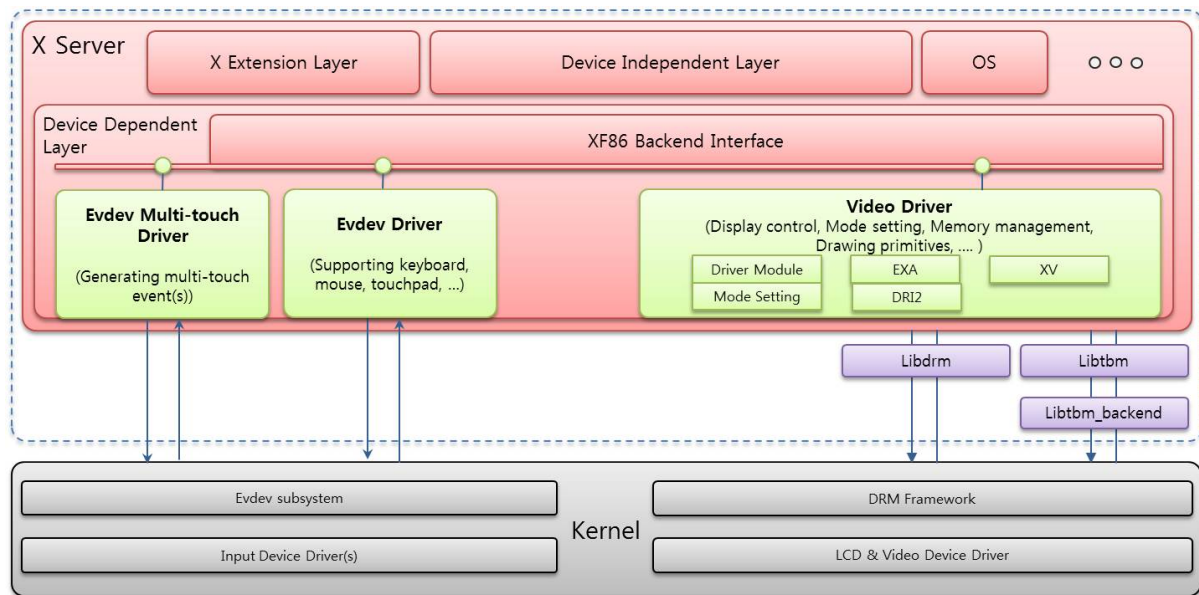 X Server
X Extension Layer
Device Independent Layer
OS
Device Dependent
Layer
XF86 Backend Interface
Evdev Multi-touch
Driver
(Generating multi-touch
event(s))
Evdev Driver
(Supporting keyboard,
mouse, touchpad, ...)
Video Driver
(Display control, Mode setting, Memory management,
Drawing primitives, .... )
Driver Module
EXA
XV
Mode Setting
DRI2
Libdrm
Libtbm
Libtbm_backend
Evdev subsystem
DRM Framework
Kernel
Input Device Driver(s)
LCD & Video Device Driver